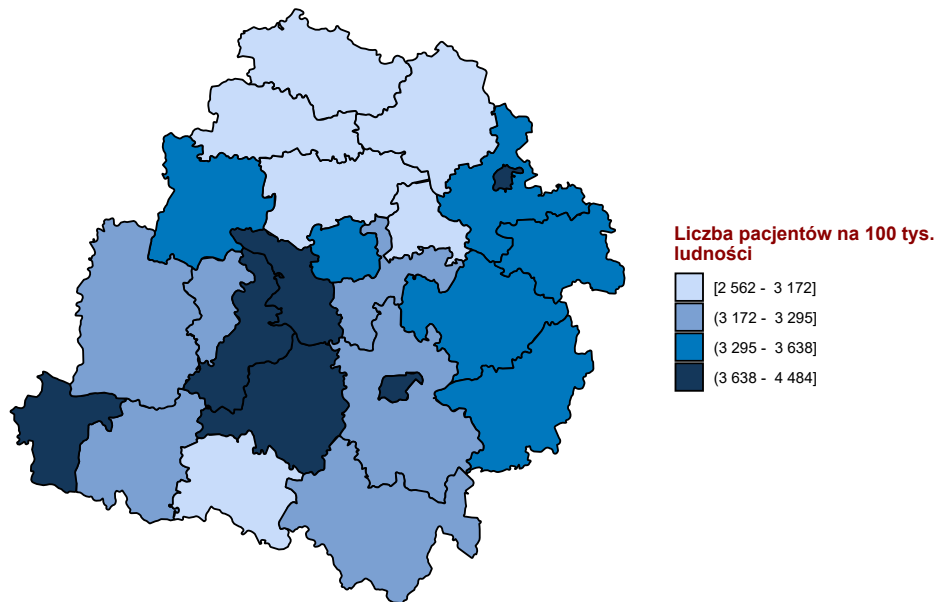 Liczba pacjentów na 100 tys.
ludności
[2 562 - 3 172]
(3 172 - 3 295]
(3 295 - 3 638]
(3 638 - 4 484]